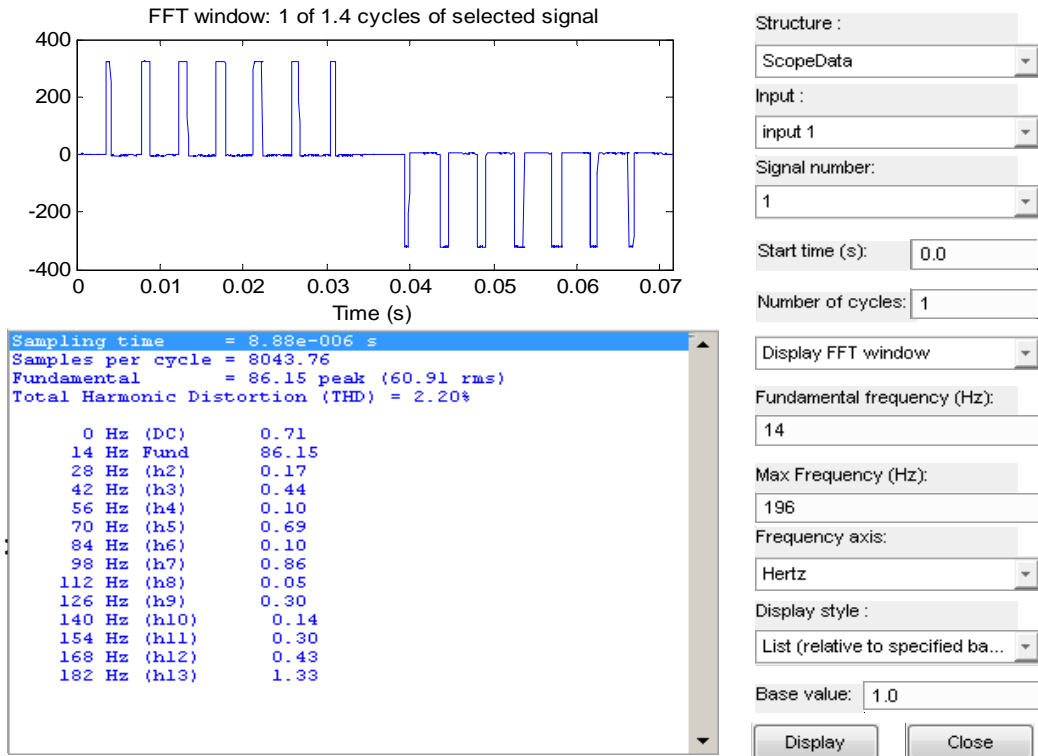 FFT window: 1 of 1.4 cycles of selected signal
400
200
0
-200
-400
0 0.01 0.02 0.03 0.04 0.05 0.06 0.07
Time (s)
Sampling time = 8.88e-006 s
Samples per cycle = 8043.76
Fundamental = 86.15 peak (60.91 rms)
Total Harmonic Distortion (THD) = 2.20%
0 Hz (DC) 0.71
14 Hz Fund 86.15
28 Hz (h2) 0.17
42 Hz (h3) 0.44
56 Hz (h4) 0.10
70 Hz (h5) 0.69
84 Hz (h6) 0.10
98 Hz (h7) 0.86
112 Hz (h8) 0.05
126 Hz (h9) 0.30
140 Hz (h10) 0.14
154 Hz (h11) 0.30
168 Hz (h12) 0.43
182 Hz (h13) 1.33
Structure :
ScopeData
Input :
input 1
Signal number:
1
Start time (s): 0.0
Number of cycles: 1
Display FFT window
Fundamental frequency (Hz):
14
Max Frequency (Hz):
196
Frequency axis:
Hertz
Display style :
List (relative to specified ba...
Base value: 1.0
Display Close